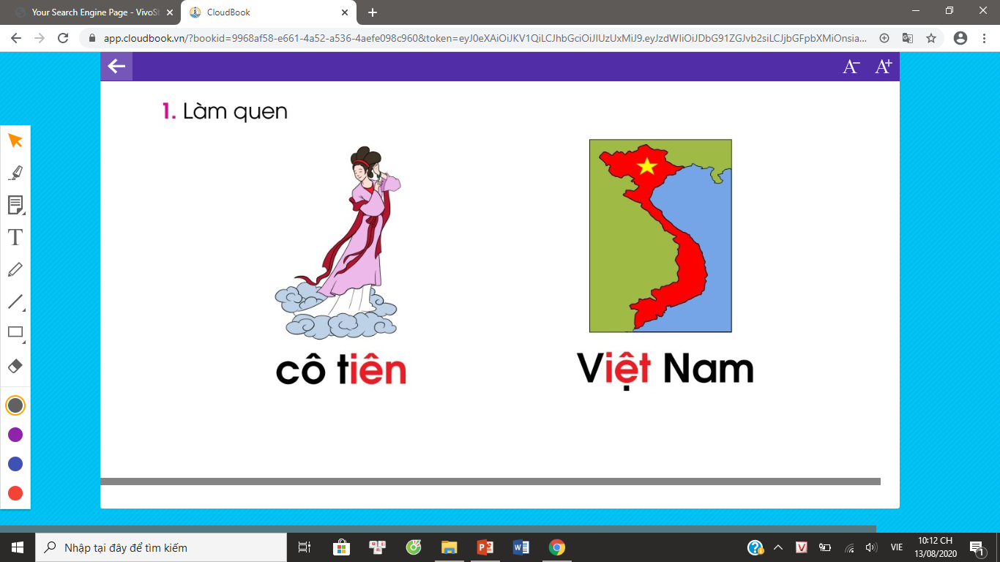 Your Search Engine Page - VivoSt
CloudBook
app.cloudbook.vn/?bookid=9968af58-e661-4a52-a536-4aefe098c960&token=eyJ0eXAiOiJKV1QiLCJhbGciOiJIUzUxMiJ9.eyJzdWIiOiJDbG91ZGJvb2siLCJjbGFpbXMiOnsia...
A- A+
1. Làm quen
T
cô tiên
Việt Nam
Nhập tại đây để tìm kiếm
VIE
10:12 CH
13/08/2020
1